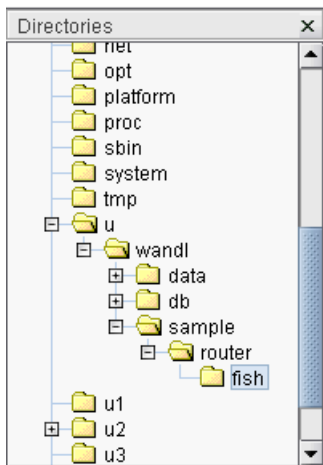 Directories
net
opt
platform
proc
sbin
system
tmp
u
wandl
data
db
sample
router
fish
u1
u2
u3